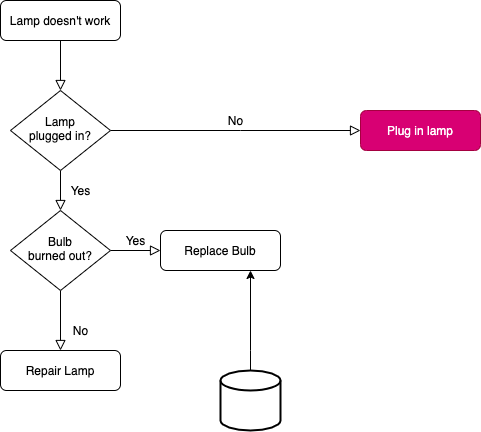 Lamp doesn't work
Lamp
plugged in?
No
Plug in lamp
Yes
Bulb
burned out?
Yes
Replace Bulb
No
Repair Lamp